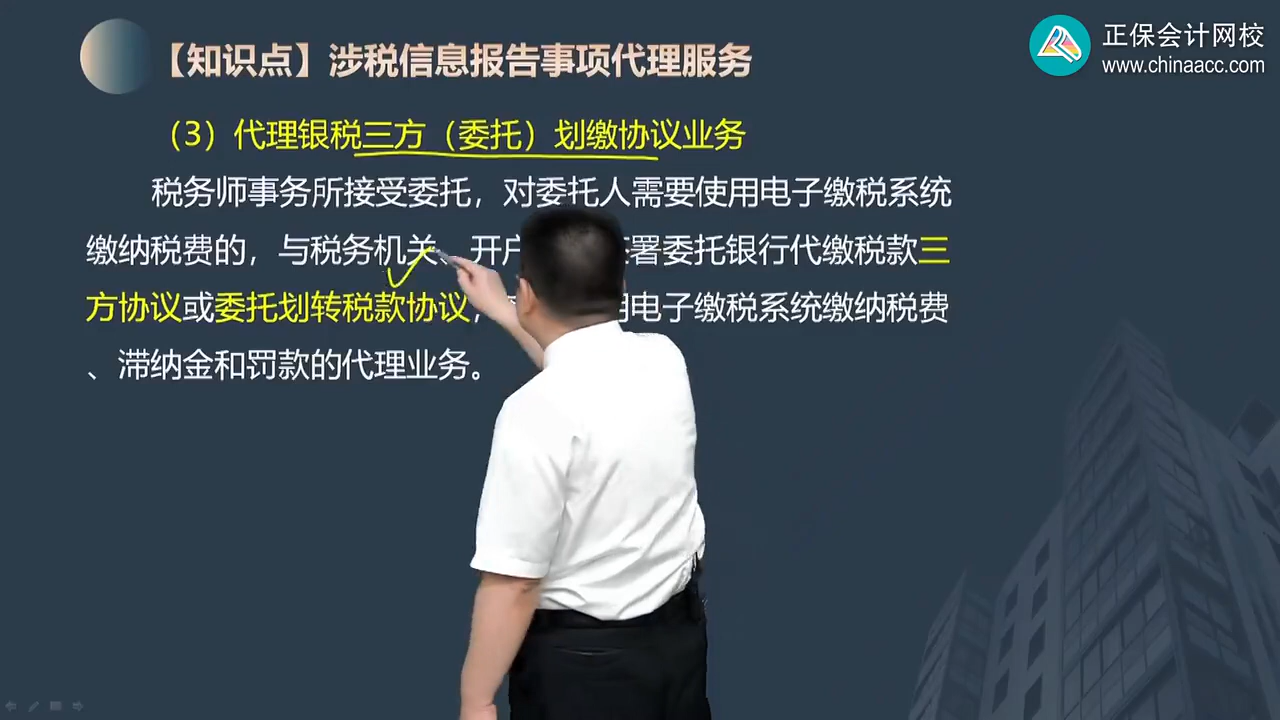 【知识点】涉税信息报告事项代理服务
正保会计网校
www.chinaacc.com
（3）代理银税三方（委托）划缴协议业务
税务师事务所接受委托，对委托人需要使用电子缴税系统
缴纳税费的，与税务机关、开户 签署委托银行代缴税款三
方协议或委托划转税款协议， 用电子缴税系统缴纳税费
、滞纳金和罚款的代理业务。